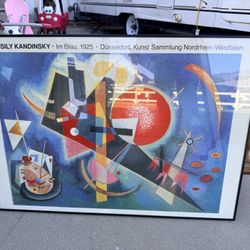 SILY KANDINSKY - Im Blau, 1925 - Düsseldorf, Kunst Sammlung Nordrhein-Westfalen